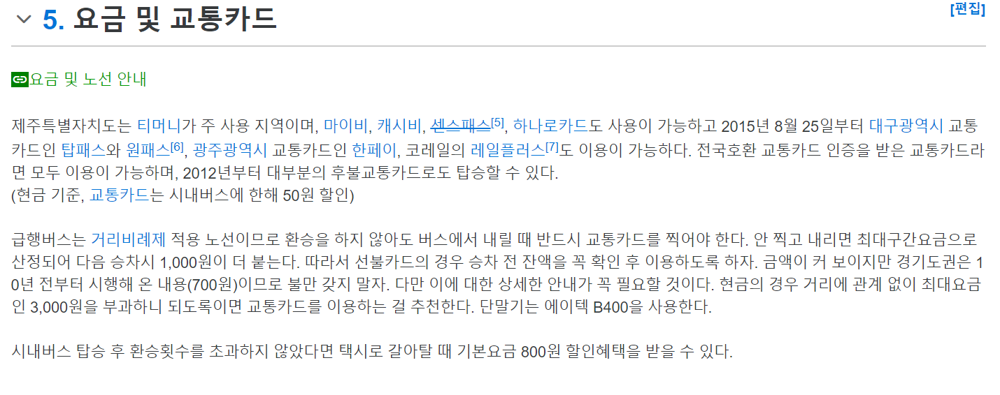 5. 요금 및 교통카드
[편집]
요금 및 노선 안내
제주특별자치도는 티머니가 주 사용 지역이며, 마이비, 캐시비, 센스패스[5], 하나로카드도 사용이 가능하고 2015년 8월 25일부터 대구광역시 교통
카드인 탑패스와 원패스[6], 광주광역시 교통카드인 한페이, 코레일의 레일플러스[7]도 이용이 가능하다. 전국호환 교통카드 인증을 받은 교통카드라
면 모두 이용이 가능하며, 2012년부터 대부분의 후불교통카드로도 탑승할 수 있다.
(현금 기준, 교통카드는 시내버스에 한해 50원 할인)
급행버스는 거리비례제 적용 노선이므로 환승을 하지 않아도 버스에서 내릴 때 반드시 교통카드를 찍어야 한다. 안 찍고 내리면 최대구간요금으로
산정되어 다음 승차시 1,000원이 더 붙는다. 따라서 선불카드의 경우 승차 전 잔액을 꼭 확인 후 이용하도록 하자. 금액이 커 보이지만 경기도권은 1
0년 전부터 시행해 온 내용(700원)이므로 불만 갖지 말자. 다만 이에 대한 상세한 안내가 꼭 필요할 것이다. 현금의 경우 거리에 관계 없이 최대요금
인 3,000원을 부과하니 되도록이면 교통카드를 이용하는 걸 추천한다. 단말기는 에이텍 B400을 사용한다.
시내버스 탑승 후 환승횟수를 초과하지 않았다면 택시로 갈아탈 때 기본요금 800원 할인혜택을 받을 수 있다.